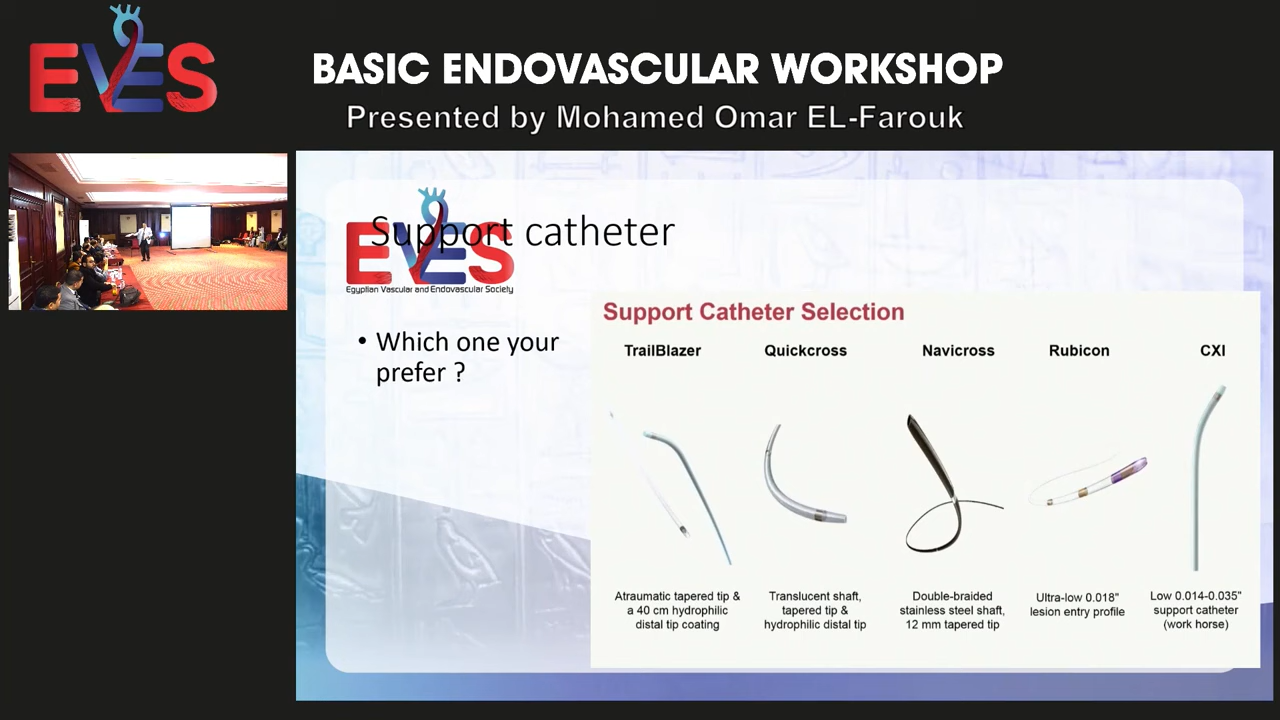 EVES
BASIC ENDOVASCULAR WORKSHOP
Presented by Mohamed Omar EL-Farouk
Support catheter
EVES
Egyptian Vascular and Endovascular Society
• Which one your
prefer ?
Support Catheter Selection
TrailBlazer
Quickcross
Navicross
Rubicon
CXI
Atraumatic tapered tip &
a 40 cm hydrophilic
distal tip coating
Translucent shaft,
tapered tip &
hydrophilic distal tip
Double-braided
stainless steel shaft,
12 mm tapered tip
Ultra-low 0.018"
lesion entry profile
Low 0.014-0.035"
support catheter
(work horse)